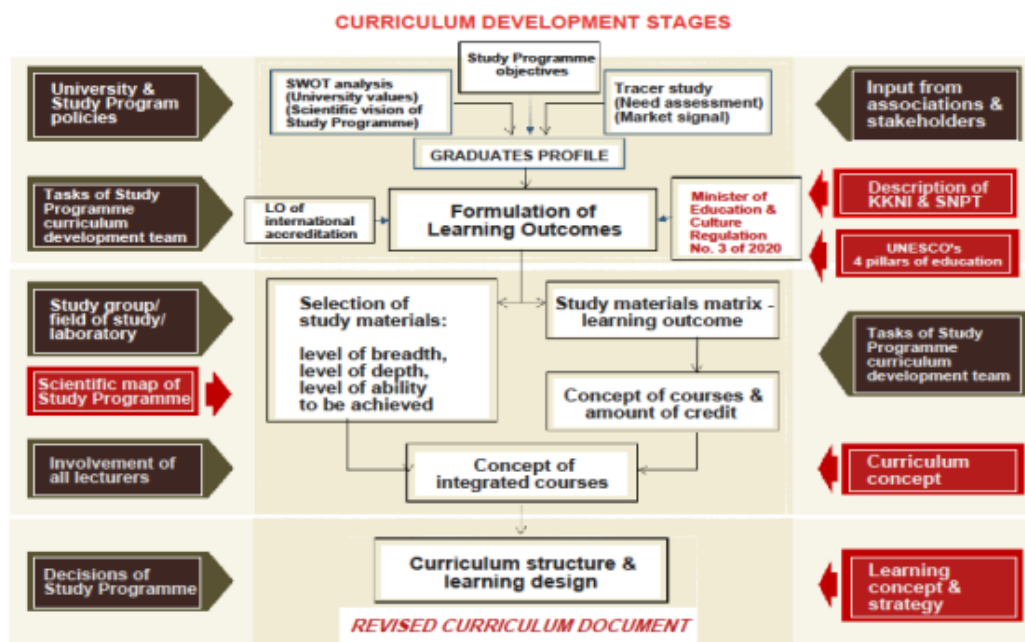 CURRICULUM DEVELOPMENT STAGES
Study Programme
objectives
University &
Study Program
policies
SWOT analysis
(University values)
(Scientific vision of
Study Programme)
Tracer study
(Need assessment)
(Market signal)
Input from
associations &
stakeholders
GRADUATES PROFILE
Tasks of Study
Programme
curriculum
development team
LO of
international
accreditation
Formulation of
Learning Outcomes
Minister of
Education &
Culture
Regulation
No. 3 of 2020
Description of
KKNI & SNPT
UNESCO's
4 pillars of education
Study group/
field of study/
laboratory
Selection of
study materials:
level of breadth,
level of depth,
level of ability
to be achieved
Study materials matrix -
learning outcome
Tasks of Study
Programme
curriculum
development team
Scientific map of
Study Programme
Concept of courses &
amount of credit
Involvement of
all lecturers
Concept of
integrated courses
Curriculum
concept
Decisions of
Study Programme
Curriculum structure &
learning design
Learning
concept &
strategy
REVISED CURRICULUM DOCUMENT